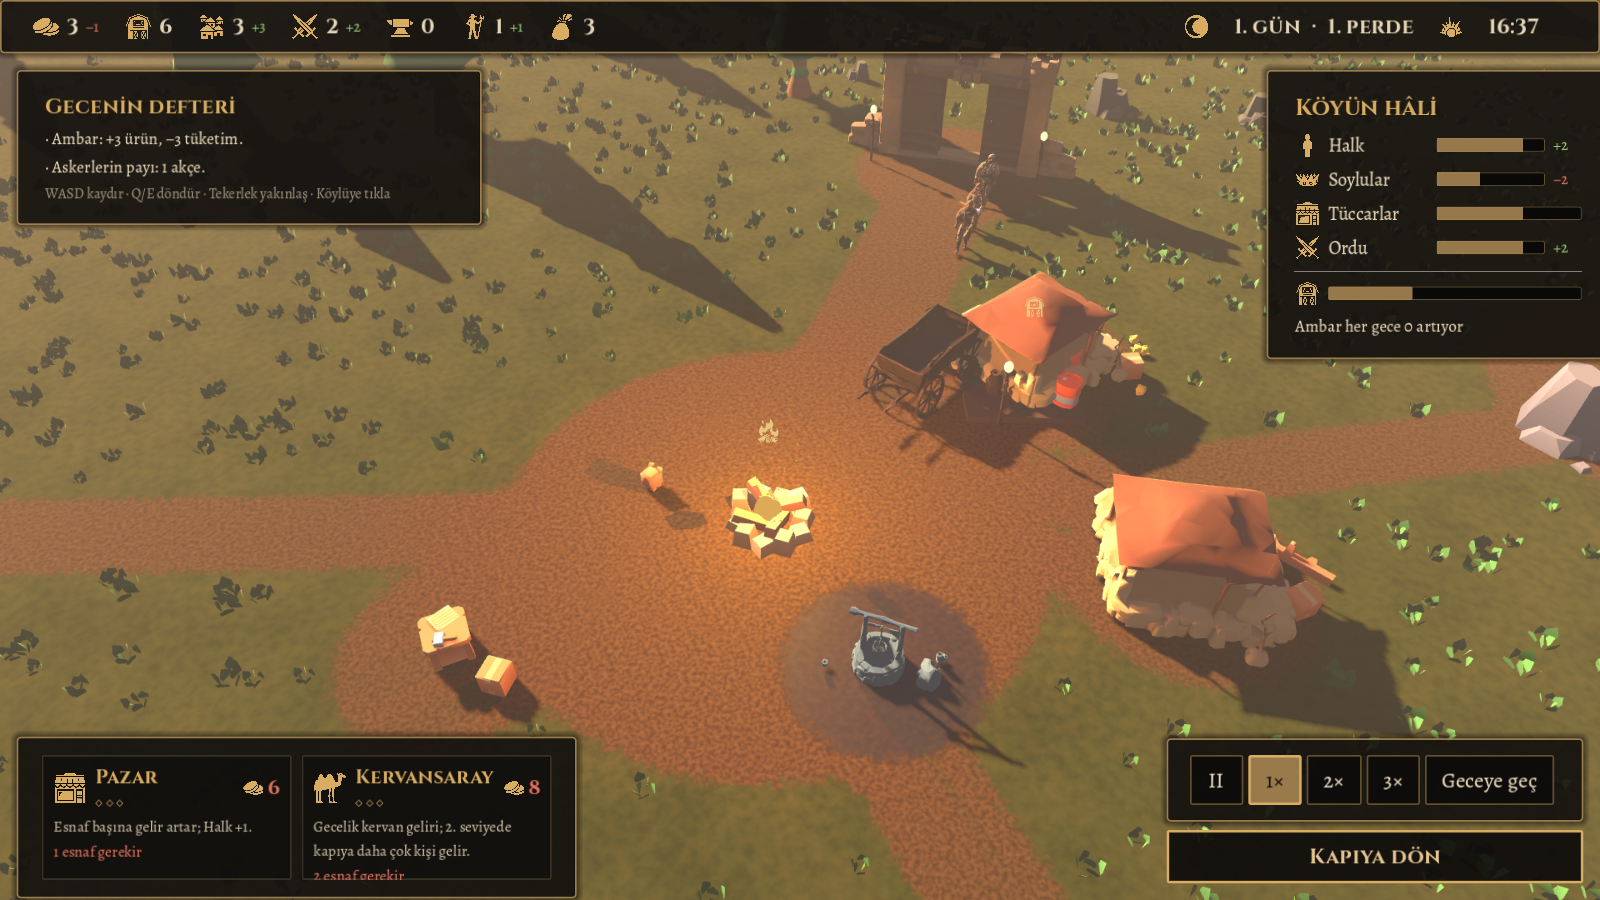 3 −1 6 3 +3 2 +2 0 1 +1 3
1. GÜN · 1. PERDE 16:37
GECENİN DEFTERİ
· Ambar: +3 ürün, −3 tüketim.
· Askerlerin payı: 1 akçe.
WASD kaydır · Q/E döndür · Tekerlek yakınlaş · Köylüye tıkla
KÖYÜN HÂLİ
Halk +2
Soylular −2
Tüccarlar
Ordu +2
Ambar her gece 0 artıyor
PAZAR 6
Esnaf başına gelir artar; Halk +1.
1 esnaf gerekir
KERVANSARAY 8
Gecelik kervan geliri; 2. seviyede
kapıya daha çok kişi gelir.
2 esnaf gerekir
II 1× 2× 3× Geceye geç
KAPIYA DÖN